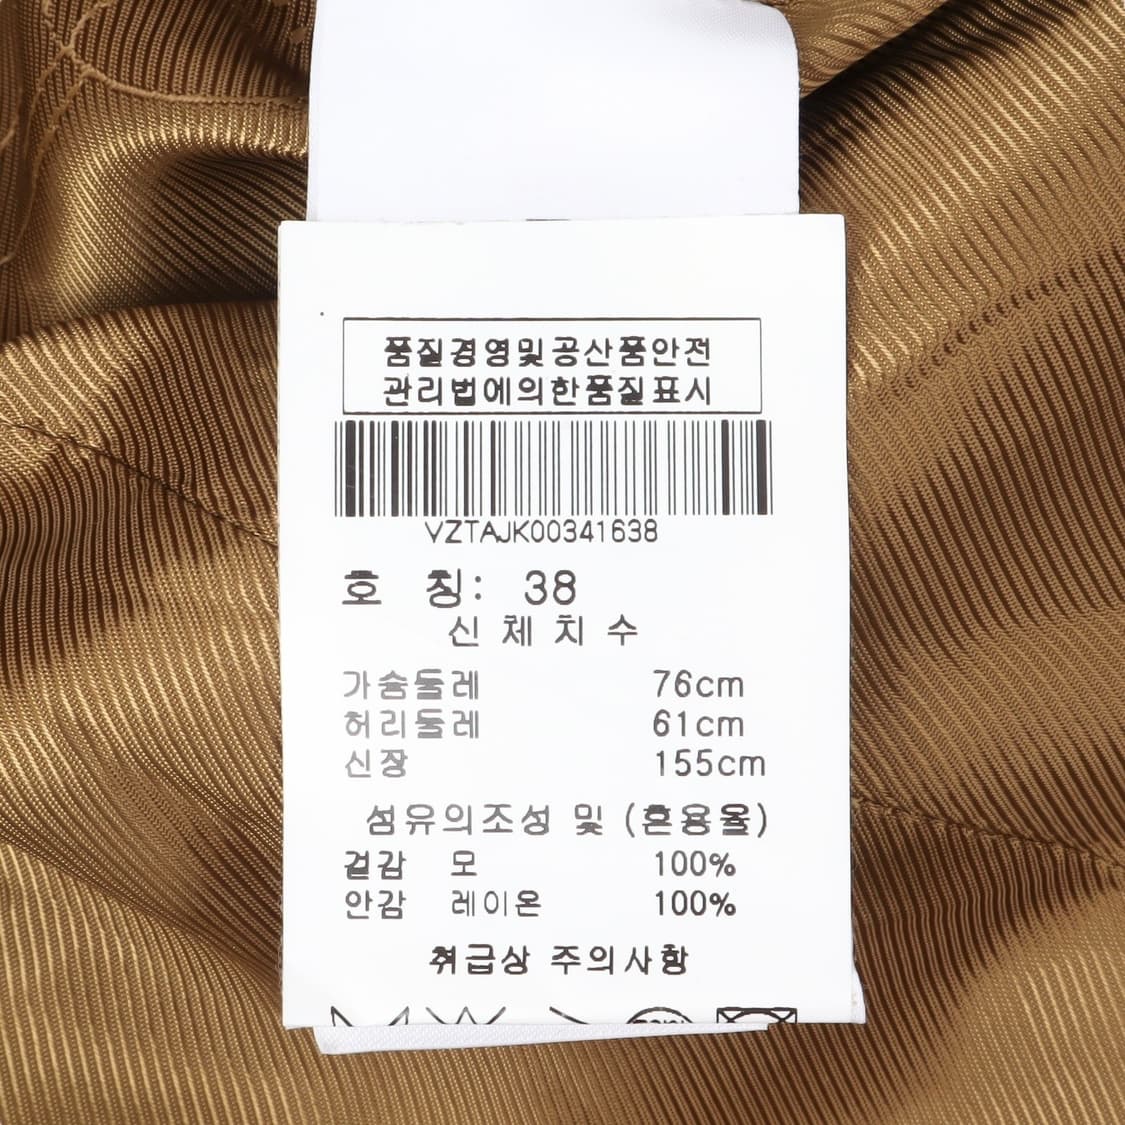 품질경영및공산품안전
관리법에의한품질표시
VZTAJK00341638
호 칭: 38
신체치수
가슴둘레 76cm
허리둘레 61cm
신장 155cm
섬유의조성 및 (혼용율)
겉감 모 100%
안감 레이온 100%
취급상 주의사항